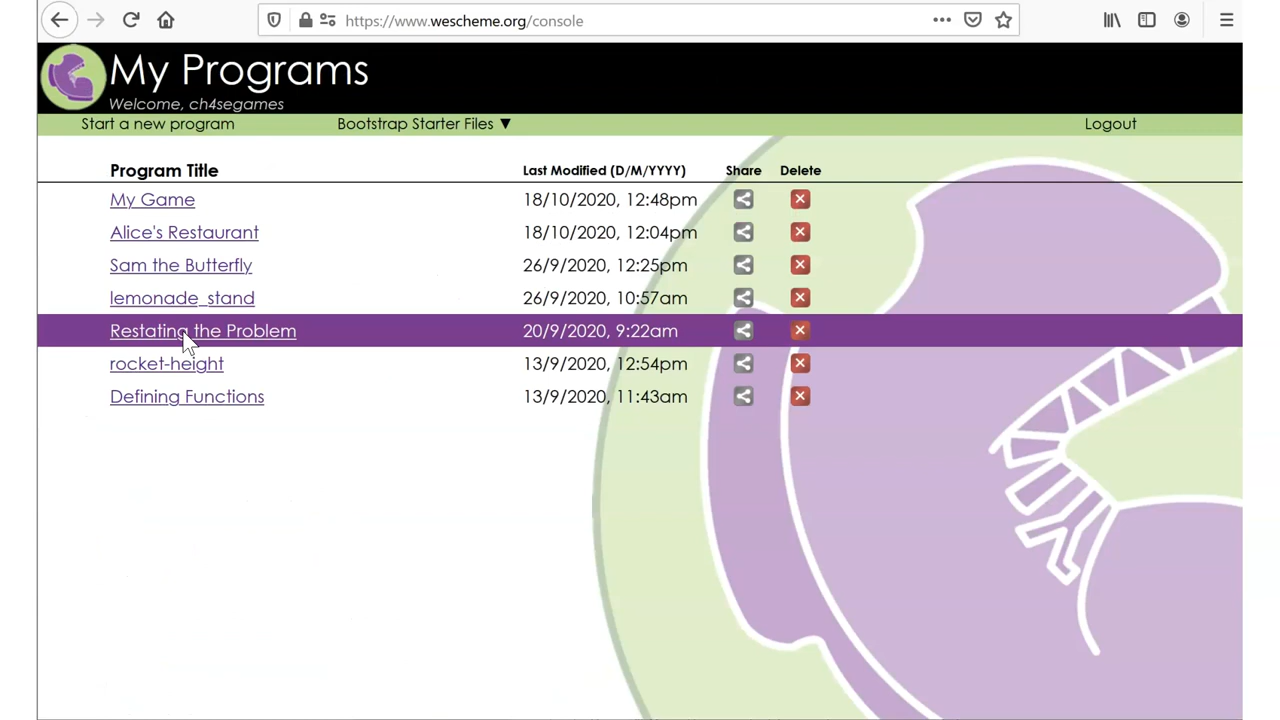 https://www.wescheme.org/console
My Programs
Welcome, ch4segames
Start a new program Bootstrap Starter Files ▼ Logout
Program Title Last Modified (D/M/YYYY) Share Delete
My Game 18/10/2020, 12:48pm
Alice's Restaurant 18/10/2020, 12:04pm
Sam the Butterfly 26/9/2020, 12:25pm
lemonade_stand 26/9/2020, 10:57am
Restating the Problem 20/9/2020, 9:22am
rocket-height 13/9/2020, 12:54pm
Defining Functions 13/9/2020, 11:43am